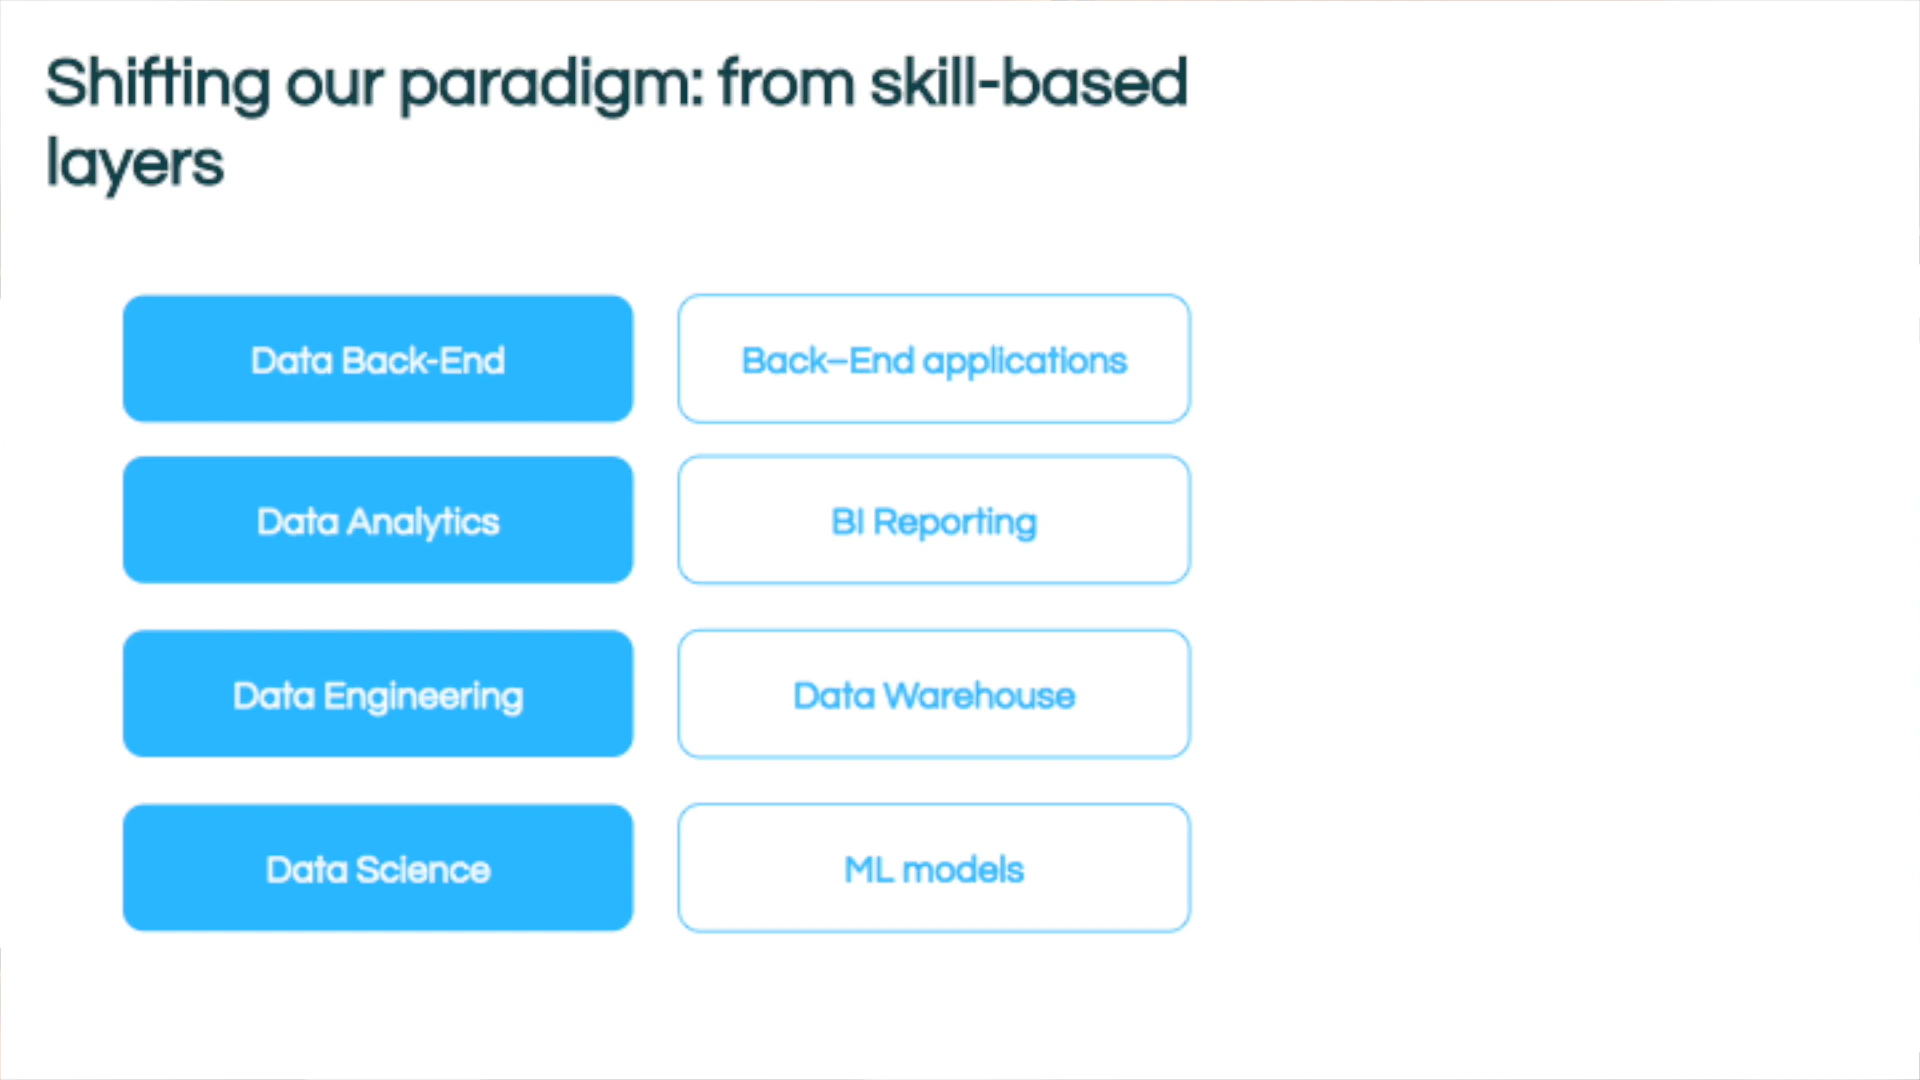 Shifting our paradigm: from skill-based
layers
Data Back-End
Back–End applications
Data Analytics
BI Reporting
Data Engineering
Data Warehouse
Data Science
ML models